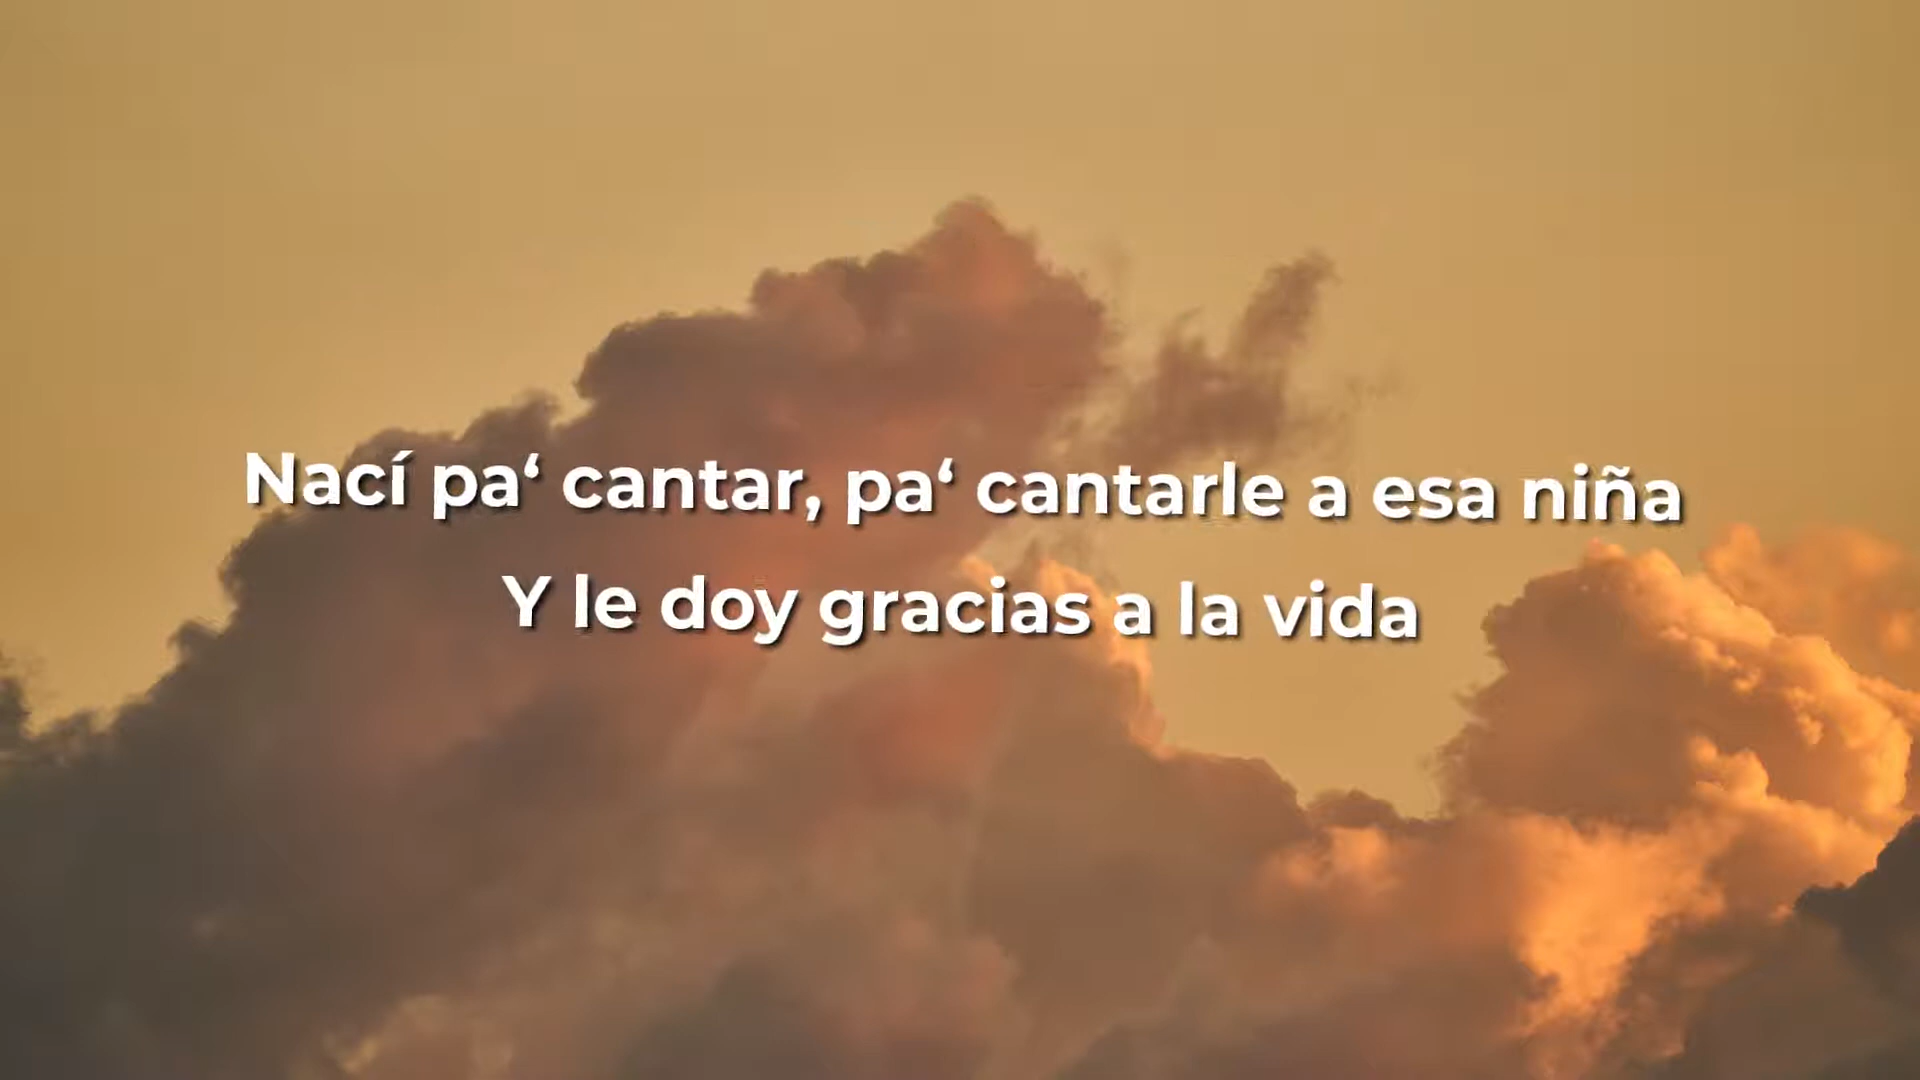 Nací pa‘ cantar, pa‘ cantarle a esa niña
Y le doy gracias a la vida